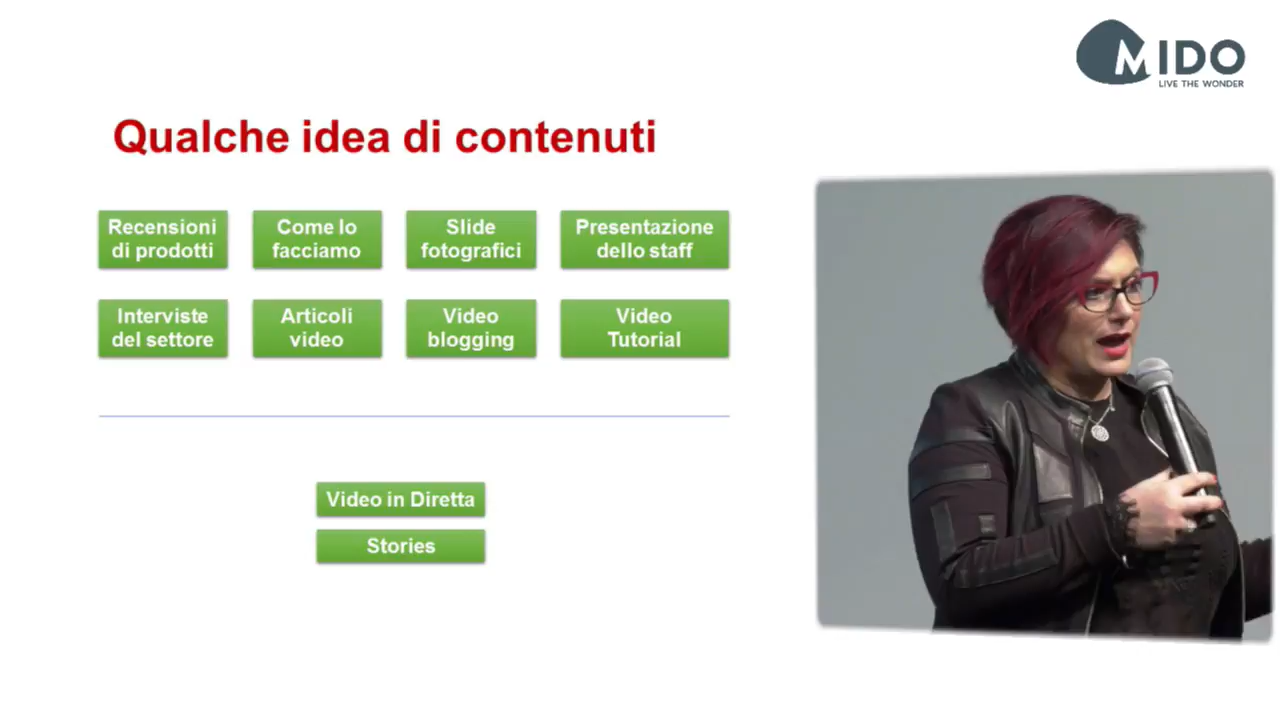 MIDO
LIVE THE WONDER
Qualche idea di contenuti
Recensioni
di prodotti
Come lo
facciamo
Slide
fotografici
Presentazione
dello staff
Interviste
del settore
Articoli
video
Video
blogging
Video
Tutorial
Video in Diretta
Stories